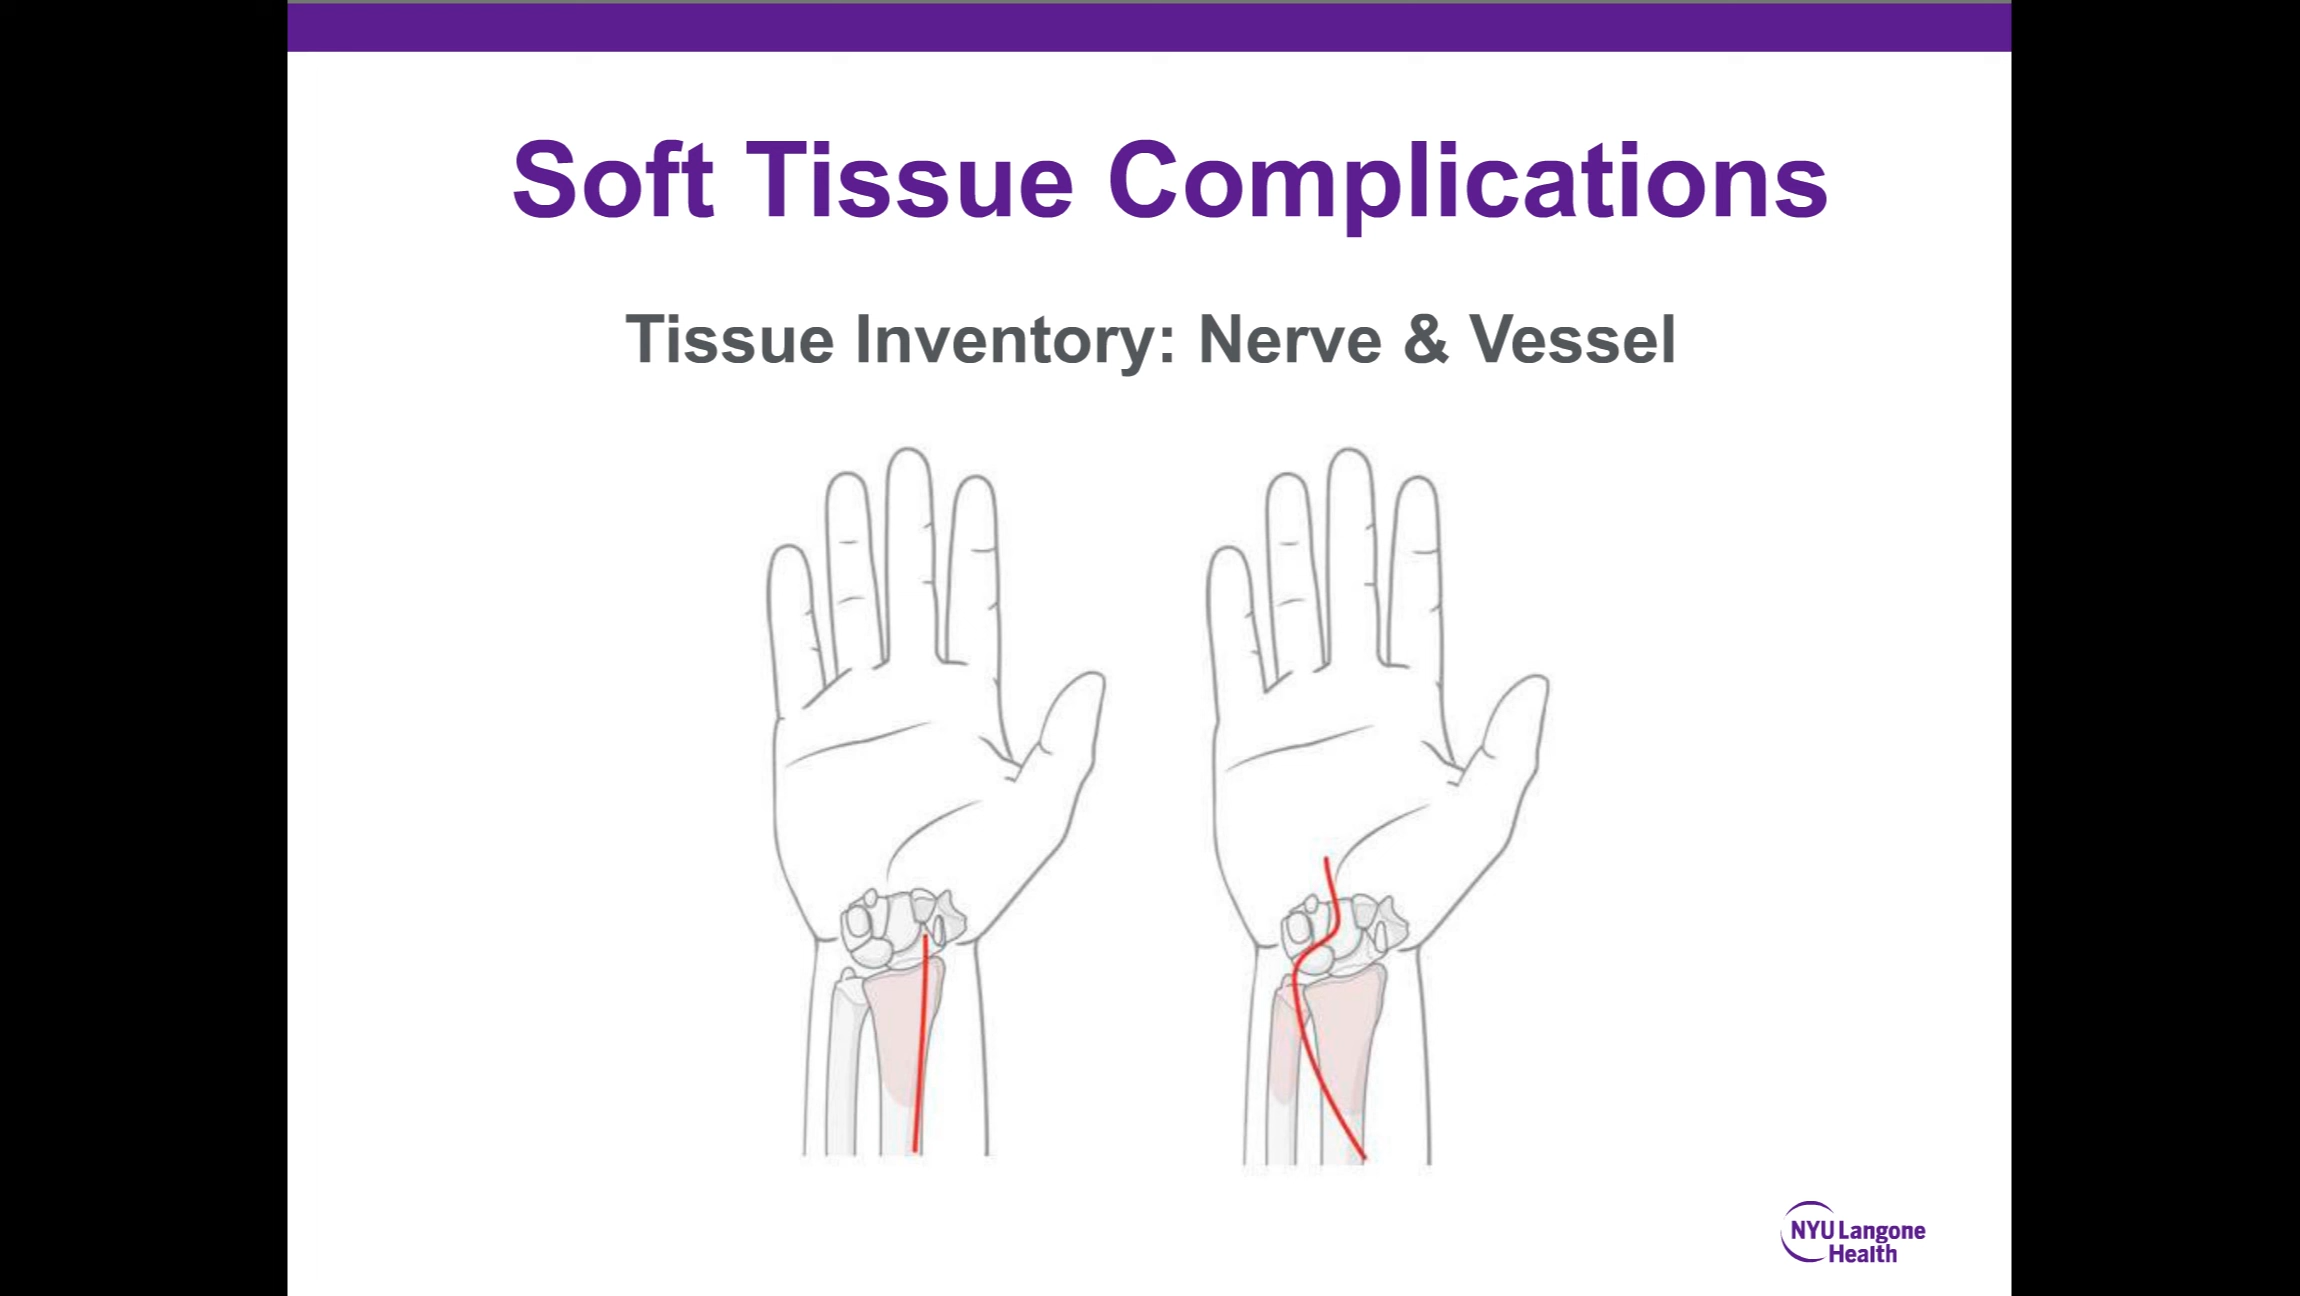 Soft Tissue Complications
Tissue Inventory: Nerve & Vessel
NYU Langone
Health